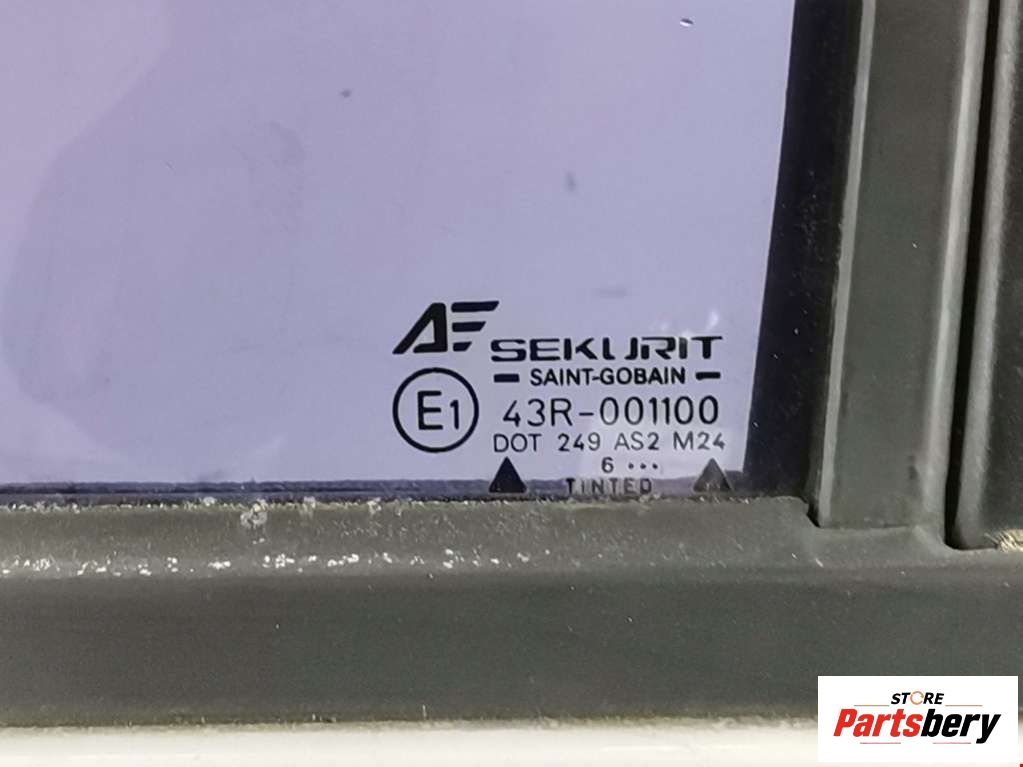 AF SEKURIT
SAINT-GOBAIN
E1 43R-001100
DOT 249 AS2 M24
6 •••
TINTED
STORE
Partsbery